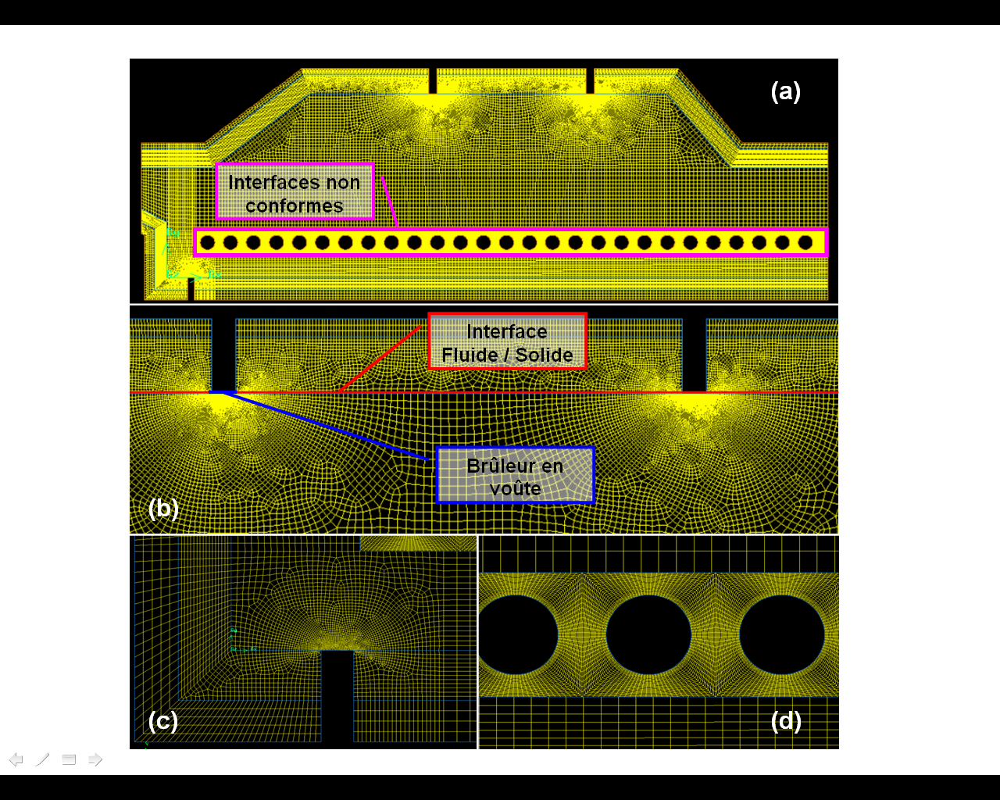 (a)
Interfaces non
conformes
Interface
Fluide / Solide
Brûleur en
voûte
(b)
(c)
(d)